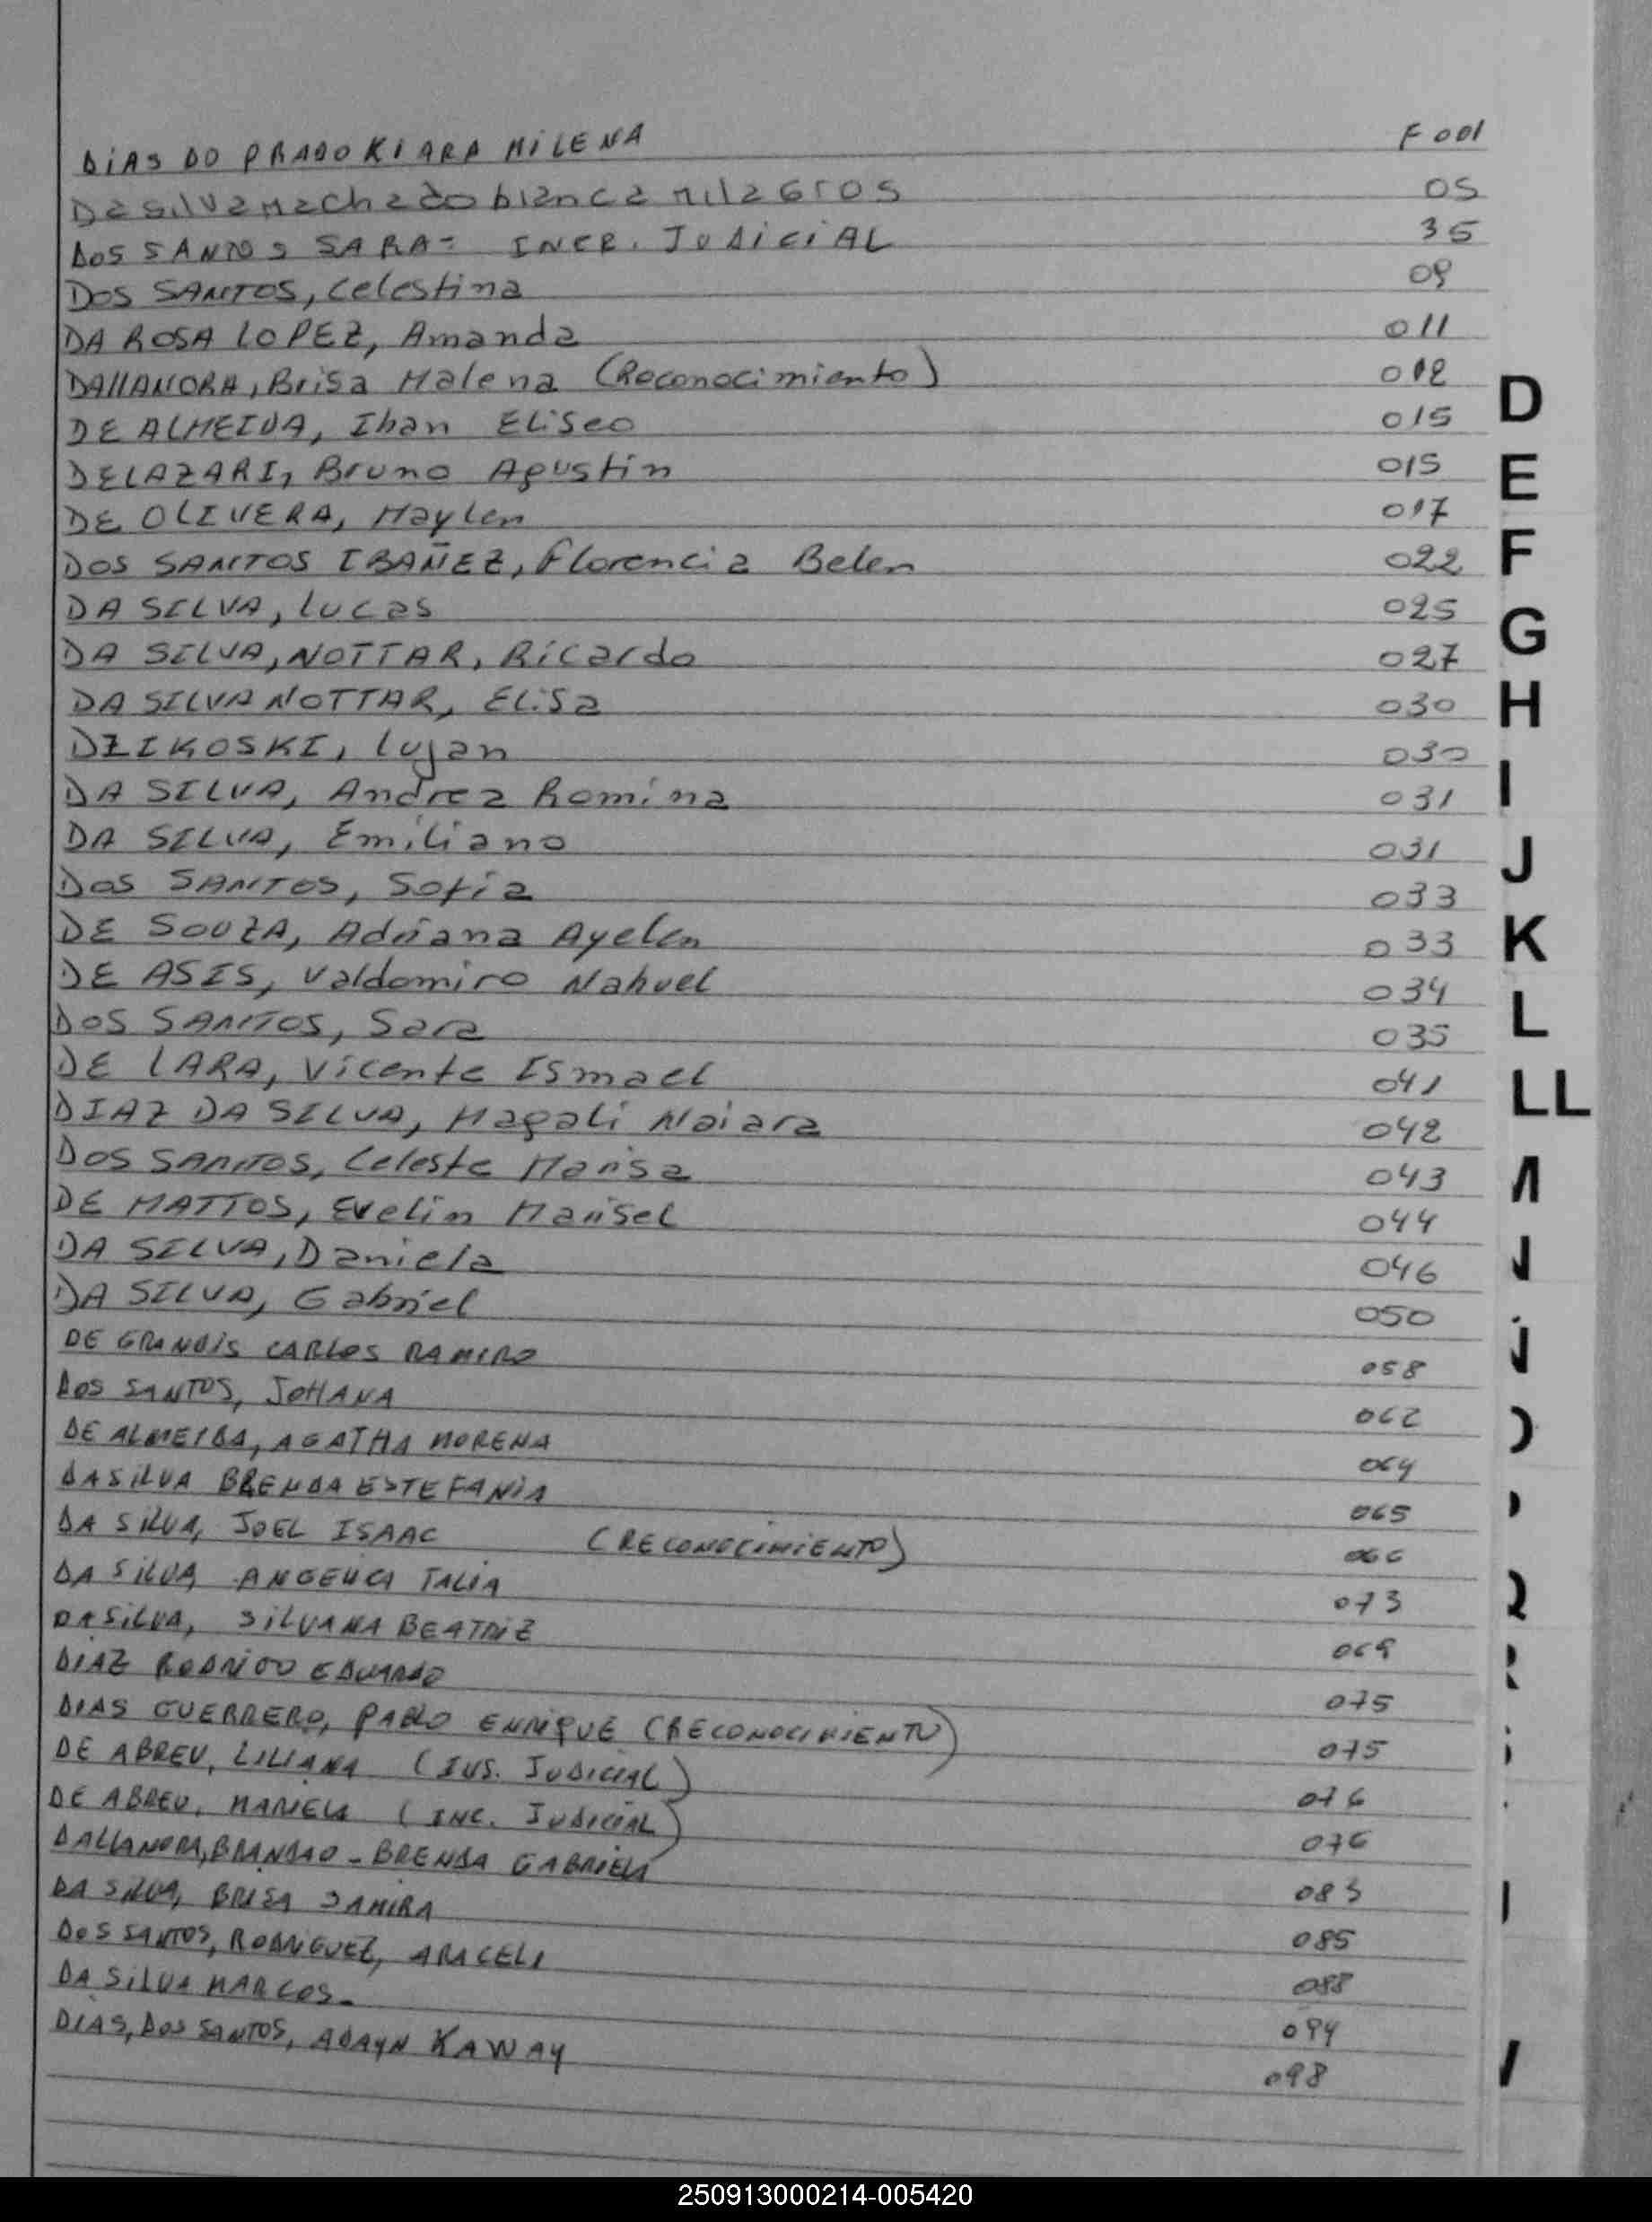 DIAS DO PRADO KIARA MILENA F 001
Da silva Machado bianca milaGros 05
DOS SANTOS SARA = INCR. JUDICIAL 35
DOS SANTOS, Celestina 09
DA ROSA LOPEZ, Amanda 011
DALLANORA, Brisa Malena (Reconocimiento) 012
DE ALMEIDA, Iban Eliseo 015
DELAZARI, Bruno Agustin 015
DE OLIVERA, Maylen 017
DOS SANTOS IBAÑEZ, Florencia Belen 022
DA SILVA, Lucas 025
DA SILVA, NOTTAR, Ricardo 027
DA SILVA NOTTAR, Elisa 030
DZIKOSKI, Lujan 030
DA SILVA, Andrea Romina 031
DA SILVA, Emiliano 031
DOS SANTOS, Sofia 033
DE SOUZA, Adriana Ayelen 033
DE ASIS, Valdomiro Nahuel 034
DOS SANTOS, Sara 035
DE LARA, Vicente Ismael 041
DIAZ DA SILVA, Magali Naiara 042
DOS SANTOS, Celeste Marisa 043
DE MATTOS, Evelin Marisel 044
DA SILVA, Daniela 046
DA SILVA, Gabriel 050
DE GRANDIS CARLOS RAMIRO 058
DOS SANTOS, JOHANA 062
DE ALMEIDA, AGATHA MORENA 064
DA SILVA BRENDA ESTEFANIA 065
DA SILVA, JOEL ISAAC (RECONOCIMIENTO) 066
DA SILVA, ANGELICA TALIA 073
DA SILVA, SILVANA BEATRIZ 069
DIAZ RODRIGO EDUARDO 075
DIAS GUERRERO, PABLO ENRIQUE (RECONOCIMIENTO) 075
DE ABREU, LILIANA (INS. JUDICIAL) 076
DE ABREU, MARIELA (INC. JUDICIAL) 076
DALLANORA, BRANDAO - BRENDA GABRIELA 083
DA SILVA, BRISA SAMIRA 085
DOS SANTOS, RODRIGUEZ, ARACELI 088
DA SILVA MARCOS- 094
DIAS, DOS SANTOS, ADAYN KAWAY 098
D
E
F
G
H
I
J
K
L
LL
250913000214-005420